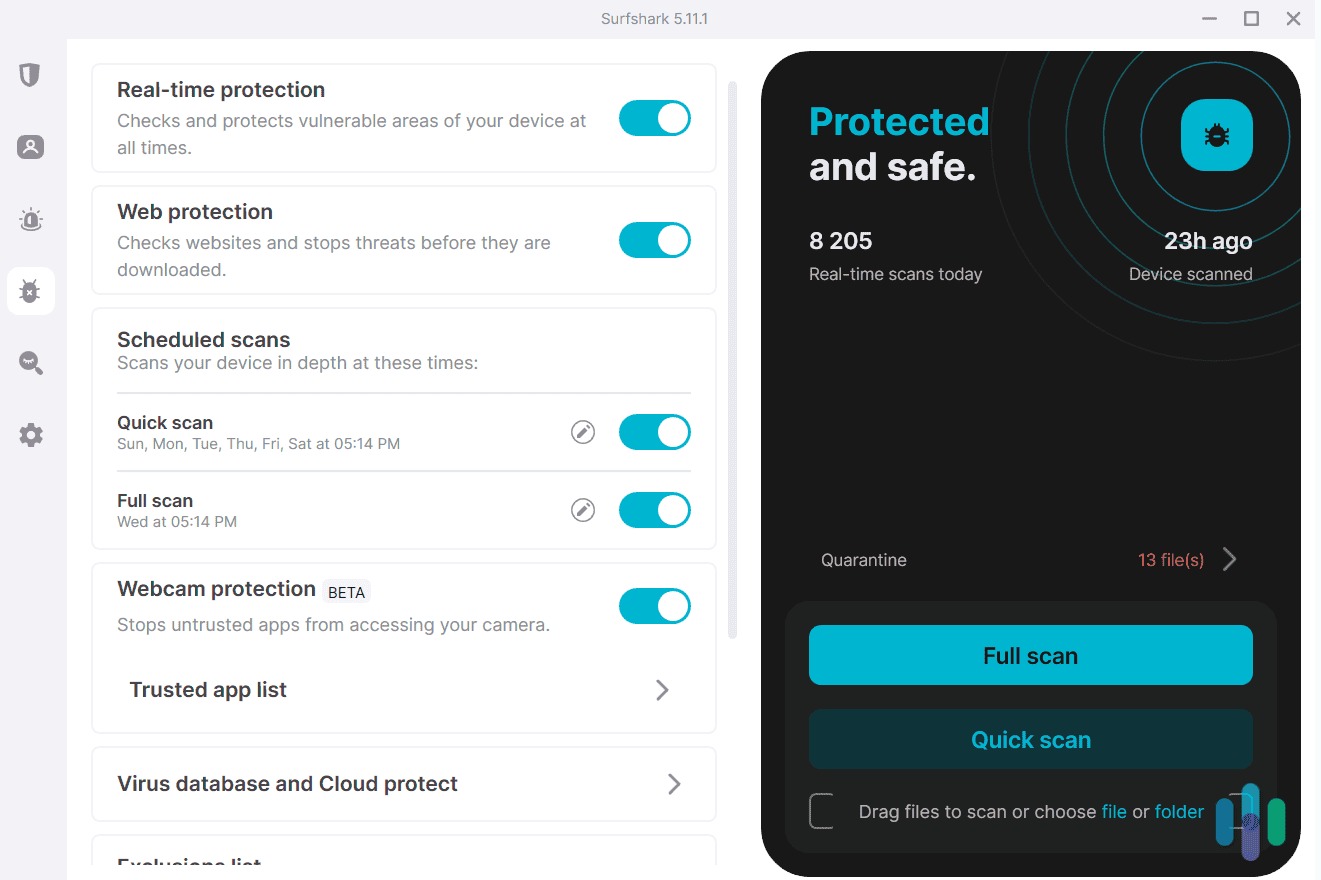 Surfshark 5.11.1
Real-time protection
Checks and protects vulnerable areas of your device at
all times.
Web protection
Checks websites and stops threats before they are
downloaded.
Scheduled scans
Scans your device in depth at these times:
Quick scan
Sun, Mon, Tue, Thu, Fri, Sat at 05:14 PM
Full scan
Wed at 05:14 PM
Webcam protection BETA
Stops untrusted apps from accessing your camera.
Trusted app list
Virus database and Cloud protect
Exclusions list
Protected
and safe.
8 205
Real-time scans today
23h ago
Device scanned
Quarantine
13 file(s)
Full scan
Quick scan
Drag files to scan or choose file or folder